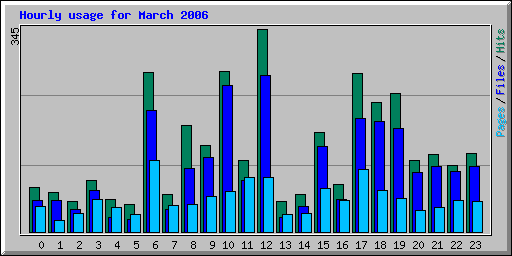 Hourly usage for March 2006
345
Pages/Files/Hits
0 1 2 3 4 5 6 7 8 9 10 11 12 13 14 15 16 17 18 19 20 21 22 23